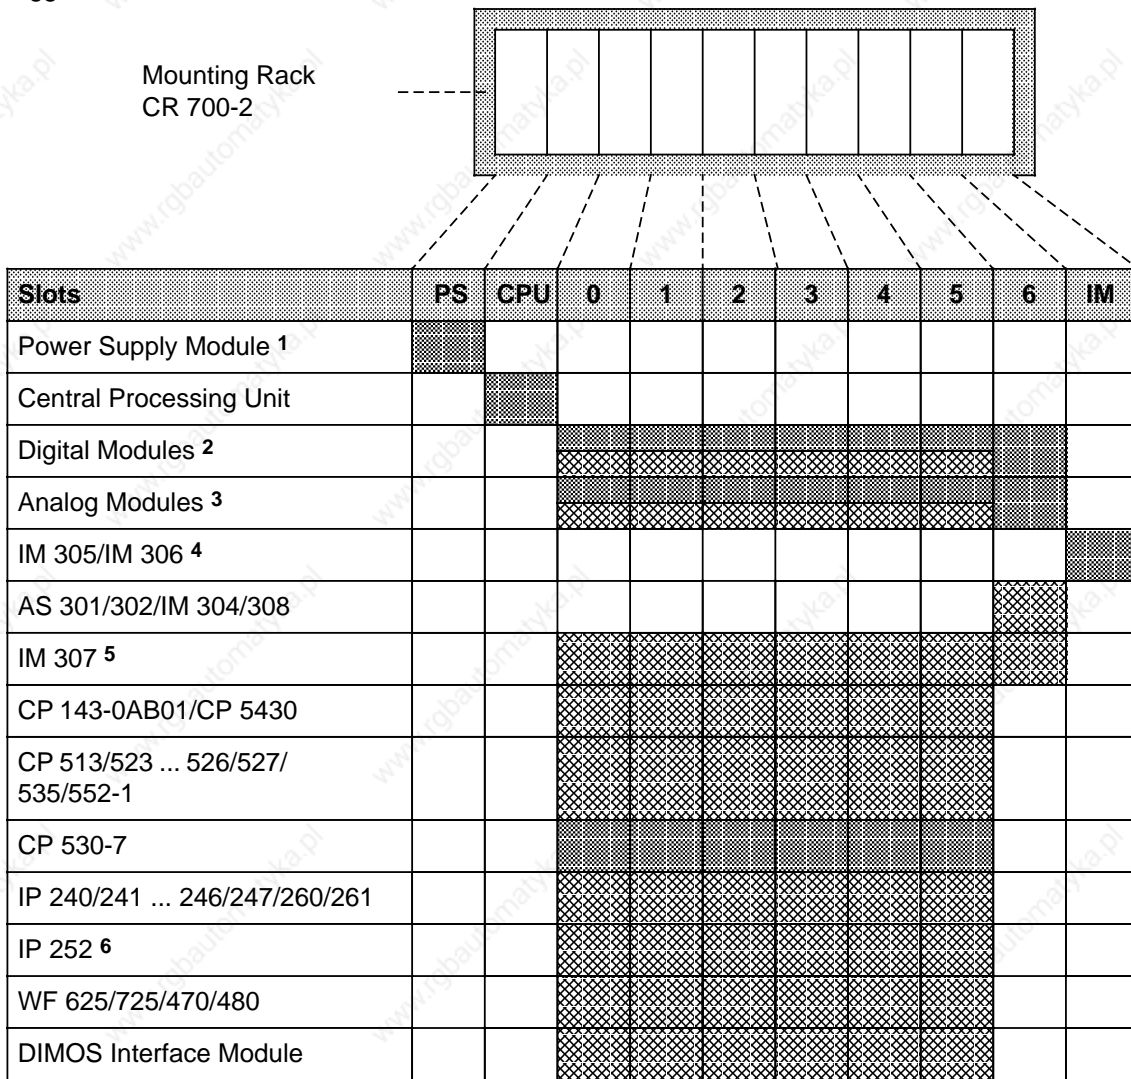 Mounting Rack
CR 700-2
Slots PS CPU 0 1 2 3 4 5 6 IM
Power Supply Module 1
Central Processing Unit
Digital Modules 2
Analog Modules 3
IM 305/IM 306 4
AS 301/302/IM 304/308
IM 307 5
CP 143-0AB01/CP 5430
CP 513/523 ... 526/527/
535/552-1
CP 530-7
IP 240/241 ... 246/247/260/261
IP 252 6
WF 625/725/470/480
DIMOS Interface Module
www.rgbautomatyka.pl